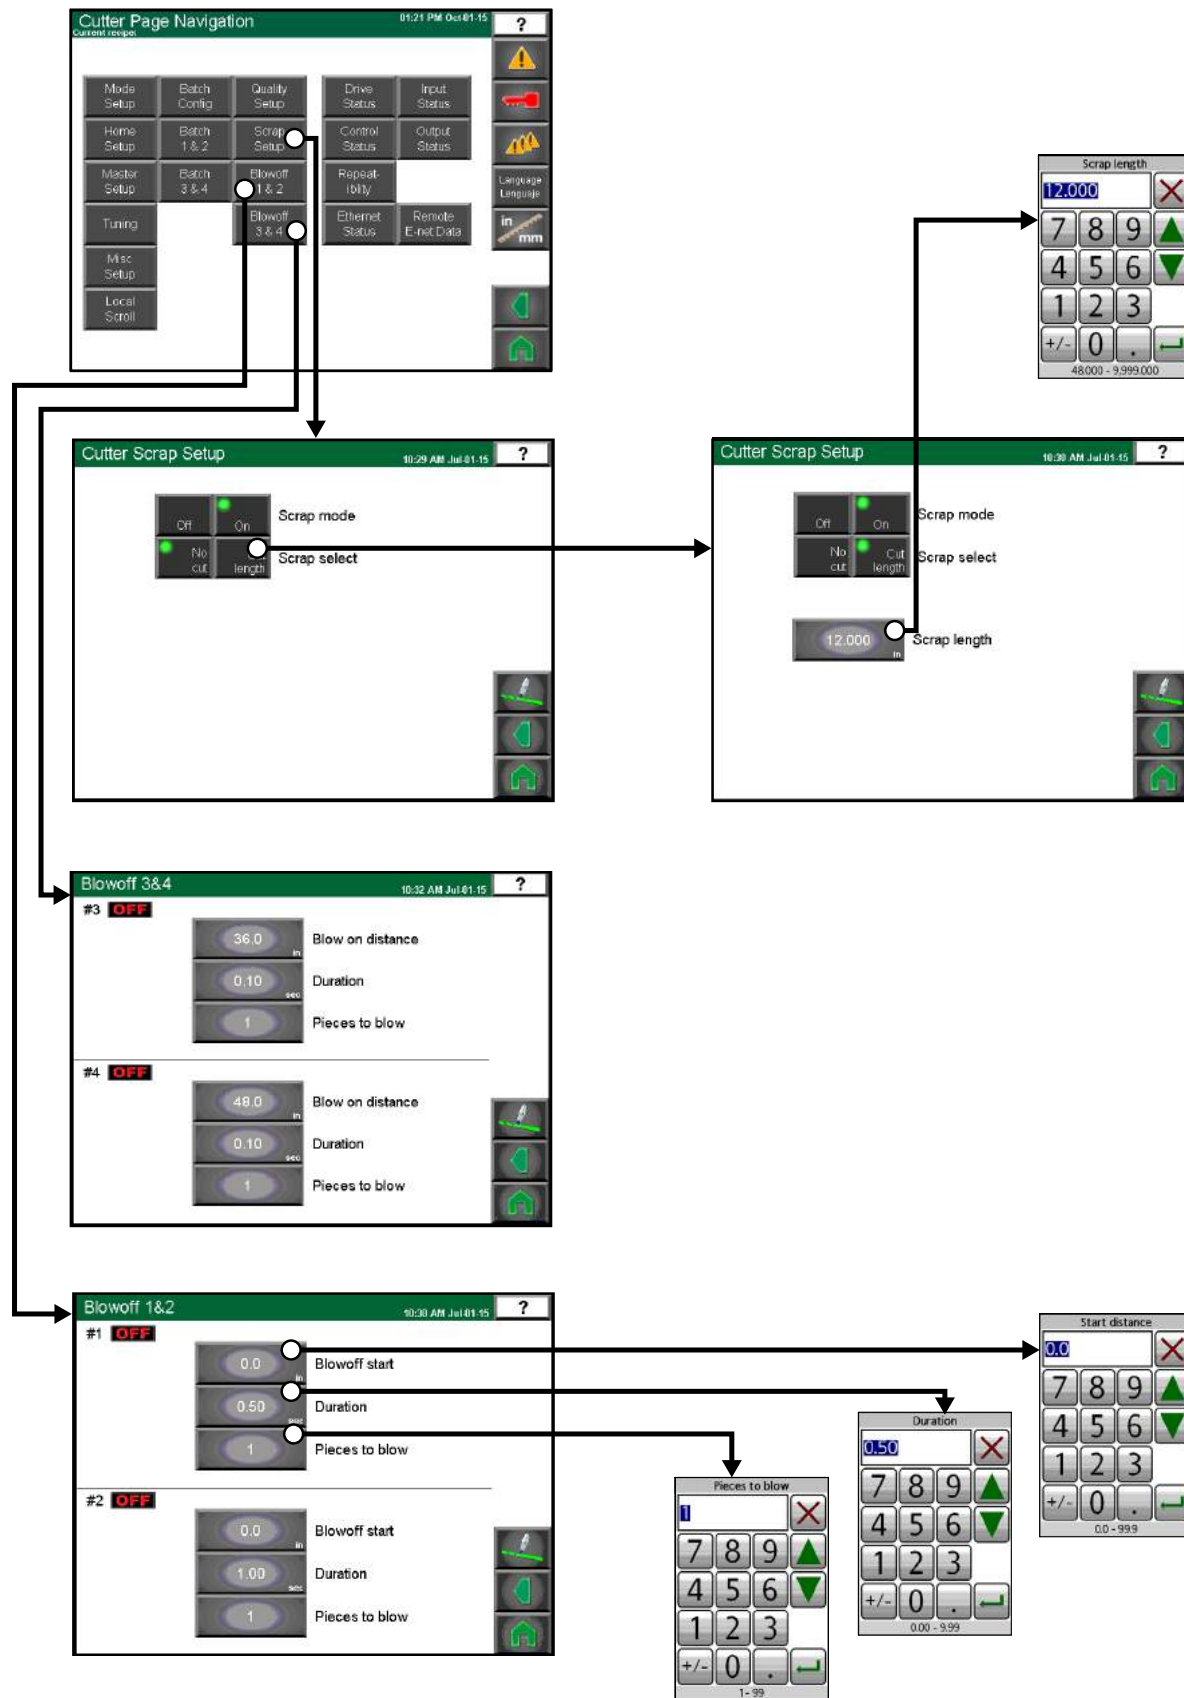 Cutter Page Navigation
Current recipe:
01:21 PM Oct-01-15
?
Mode Setup
Batch Config
Quality Setup
Drive Status
Input Status
Home Setup
Batch 1 & 2
Scrap Setup
Control Status
Output Status
Master Setup
Batch 3 & 4
Blowoff 1 & 2
Repeat-iblity
Language
Lenguaje
Tuning
Blowoff 3 & 4
Ethernet Status
Remote E-net Data
in
mm
Misc Setup
Local Scroll
Scrap length
12.000
7 8 9
4 5 6
1 2 3
+/- 0 .
48.000 - 9,999.000
Cutter Scrap Setup
10:29 AM Jul-01-15
?
Off
On
Scrap mode
No cut
length
Scrap select
Cutter Scrap Setup
10:30 AM Jul-01-15
?
Off
On
Scrap mode
No cut
Cut length
Scrap select
12.000
in
Scrap length
Blowoff 3&4
10:32 AM Jul-01-15
?
#3 OFF
36.0
in
Blow on distance
0.10
sec
Duration
1
Pieces to blow
#4 OFF
48.0
in
Blow on distance
0.10
sec
Duration
1
Pieces to blow
Blowoff 1&2
10:30 AM Jul-01-15
?
#1 OFF
0.0
in
Blowoff start
0.50
sec
Duration
1
Pieces to blow
#2 OFF
0.0
in
Blowoff start
1.00
sec
Duration
1
Pieces to blow
Start distance
0.0
7 8 9
4 5 6
1 2 3
+/- 0 .
0.0 - 99.9
Duration
0.50
7 8 9
4 5 6
1 2 3
+/- 0 .
0.00 - 9.99
Pieces to blow
1
7 8 9
4 5 6
1 2 3
+/- 0 .
1 - 99